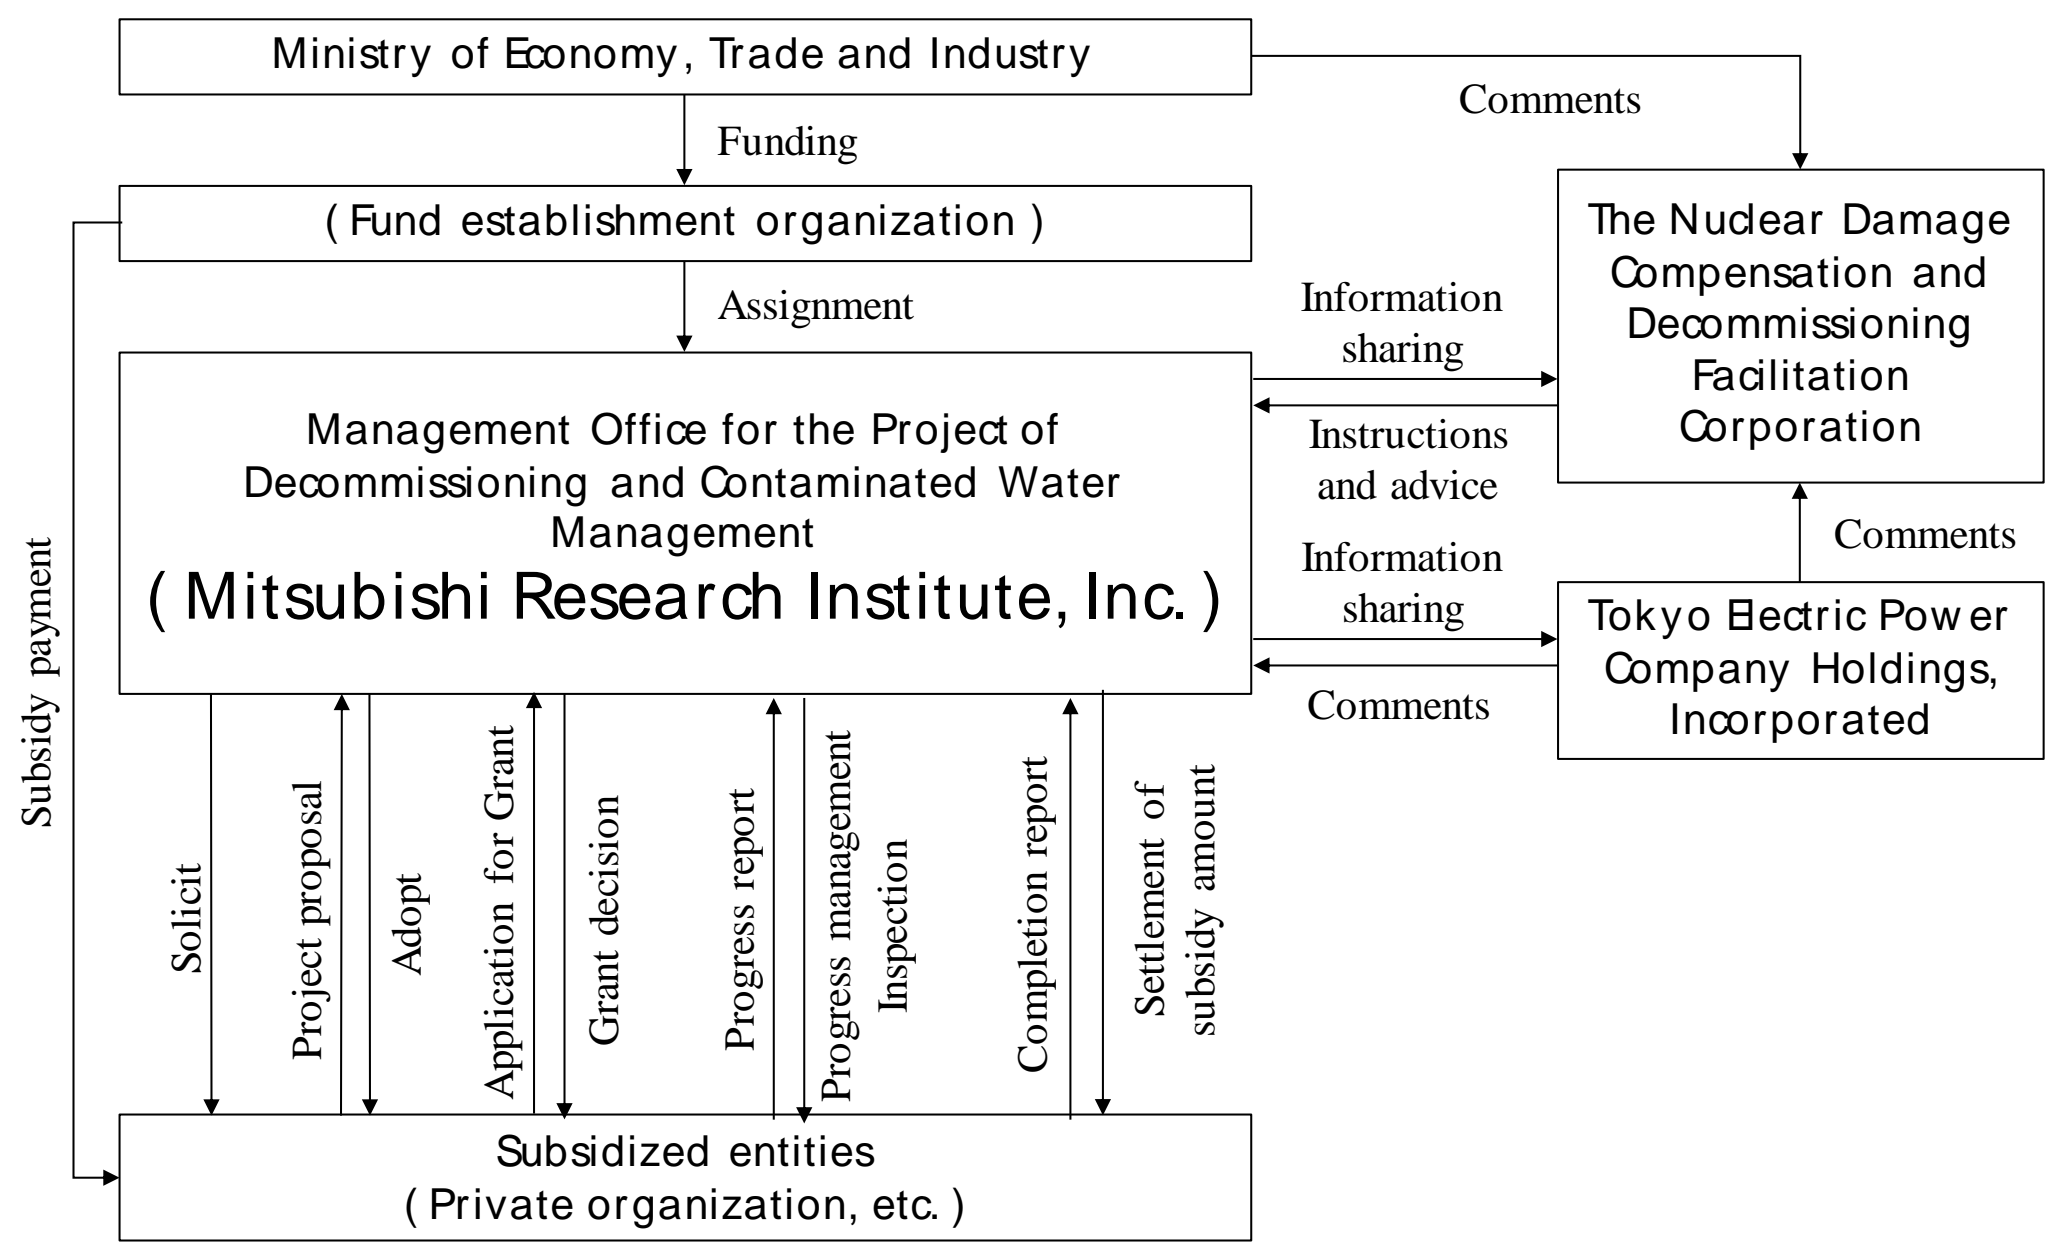 Ministry of Economy, Trade and Industry
Comments
Funding
( Fund establishment organization )
The Nuclear Damage
Compensation and
Decommissioning
Facilitation
Corporation
Assignment
Information
sharing
Management Office for the Project of
Decommissioning and Contaminated Water
Management
( Mitsubishi Research Institute, Inc. )
Instructions
and advice
Comments
Information
sharing
Tokyo Electric Power
Company Holdings,
Incorporated
Comments
Subsidy payment
Solicit
Project proposal
Adopt
Application for Grant
Grant decision
Progress report
Progress management
Inspection
Completion report
Settlement of
subsidy amount
Subsidized entities
( Private organization, etc. )